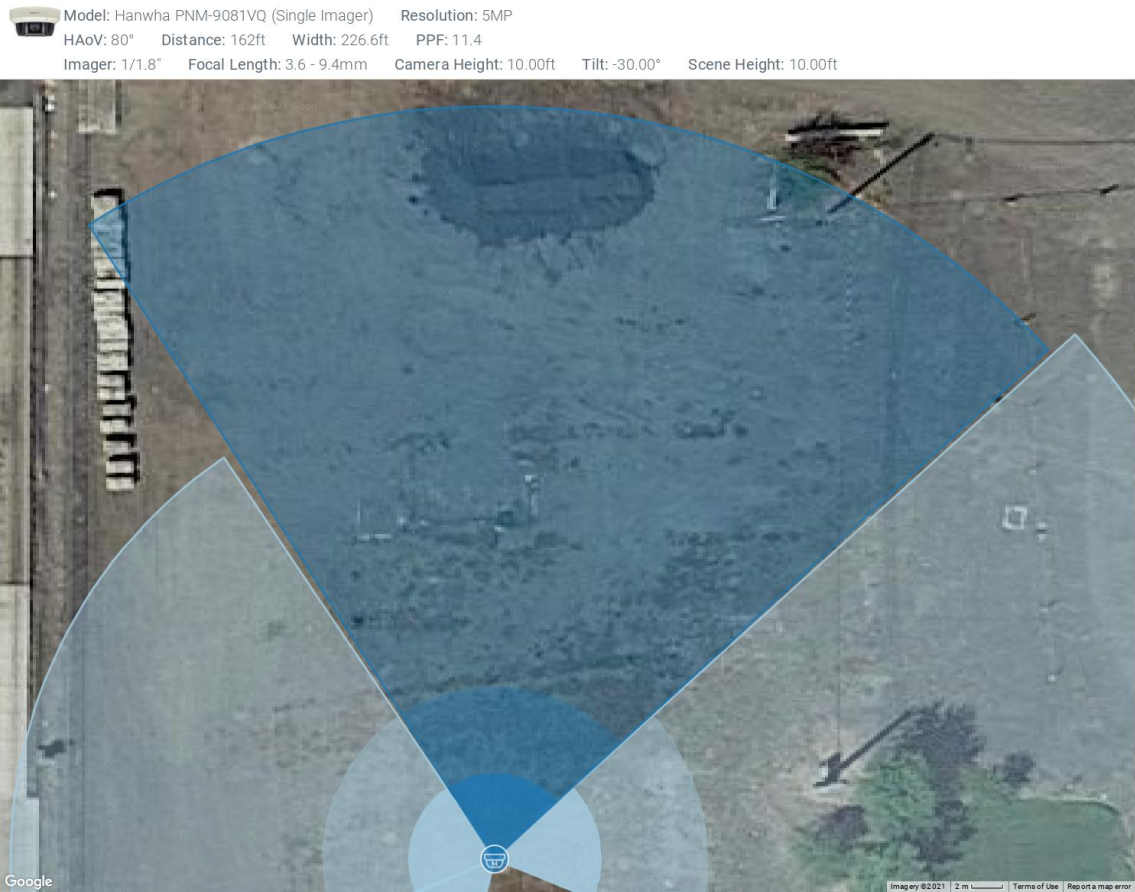 Model: Hanwha PNM-9081VQ (Single Imager) Resolution: 5MP
HAoV: 80° Distance: 162ft Width: 226.6ft PPF: 11.4
Imager: 1/1.8" Focal Length: 3.6 - 9.4mm Camera Height: 10.00ft Tilt: -30.00° Scene Height: 10.00ft
M
Google
Imagery ©2021 2 m Terms of Use Report a map error